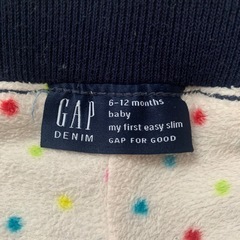 GAP
DENIM
6-12 months
baby
my first easy slim
GAP FOR GOOD